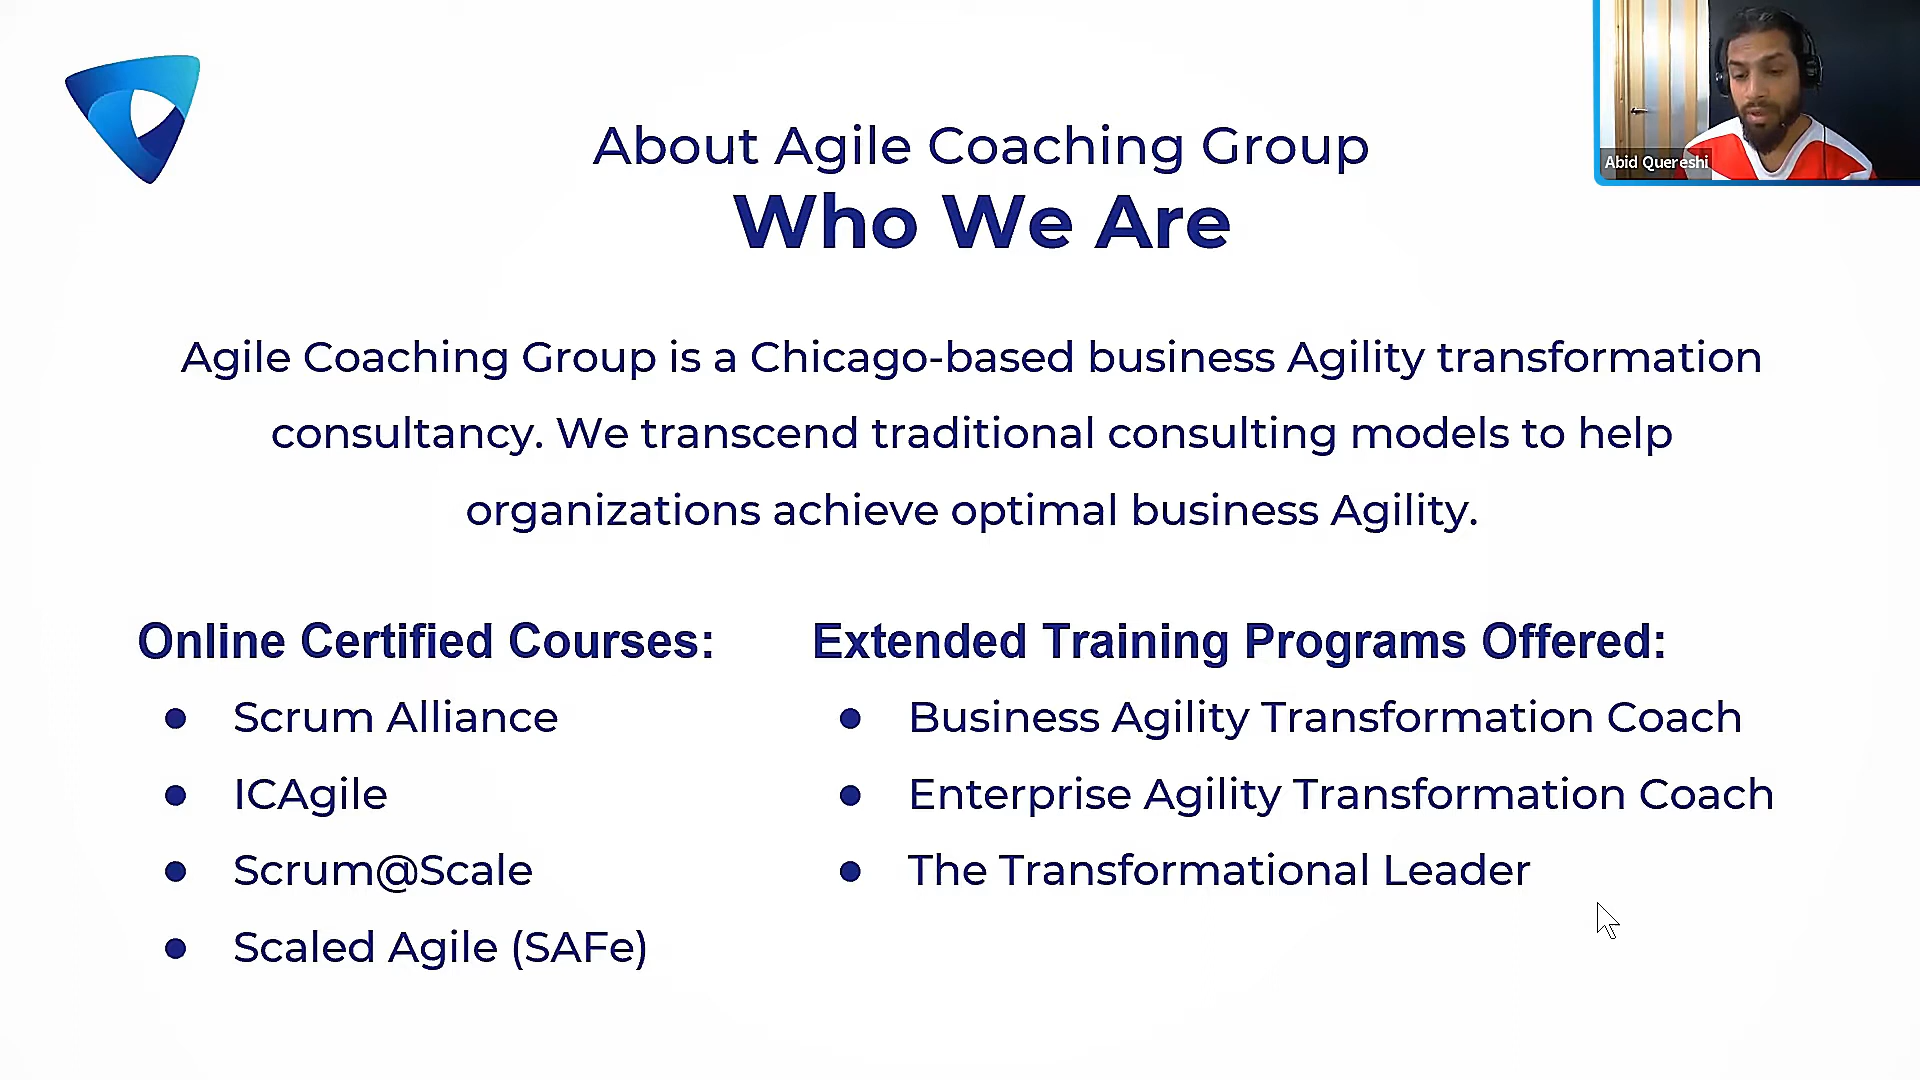 About Agile Coaching Group
Who We Are
Abid Quereshi
Agile Coaching Group is a Chicago-based business Agility transformation
consultancy. We transcend traditional consulting models to help
organizations achieve optimal business Agility.
Online Certified Courses:
Scrum Alliance
ICAgile
Scrum@Scale
Scaled Agile (SAFe)
Extended Training Programs Offered:
Business Agility Transformation Coach
Enterprise Agility Transformation Coach
The Transformational Leader